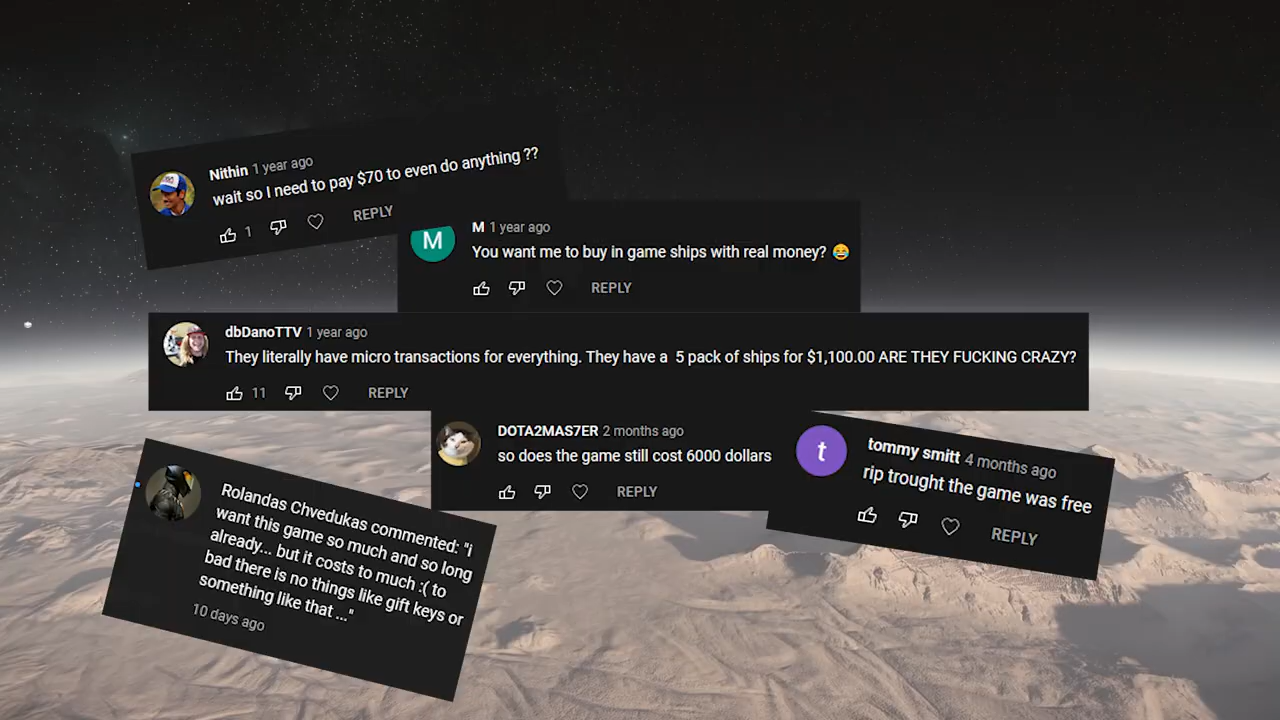 Nithin 1 year ago
wait so I need to pay $70 to even do anything ??
1 REPLY
M
M 1 year ago
You want me to buy in game ships with real money? 😂
REPLY
dbDanoTTV 1 year ago
They literally have micro transactions for everything. They have a 5 pack of ships for $1,100.00 ARE THEY FUCKING CRAZY?
11 REPLY
DOTA2MAS7ER 2 months ago
so does the game still cost 6000 dollars
REPLY
t
tommy smitt 4 months ago
rip trought the game was free
REPLY
Rolandas Chvedukas commented: "i
want this game so much and so long
already... but it costs to much :( to
bad there is no things like gift keys or
something like that ..."
10 days ago